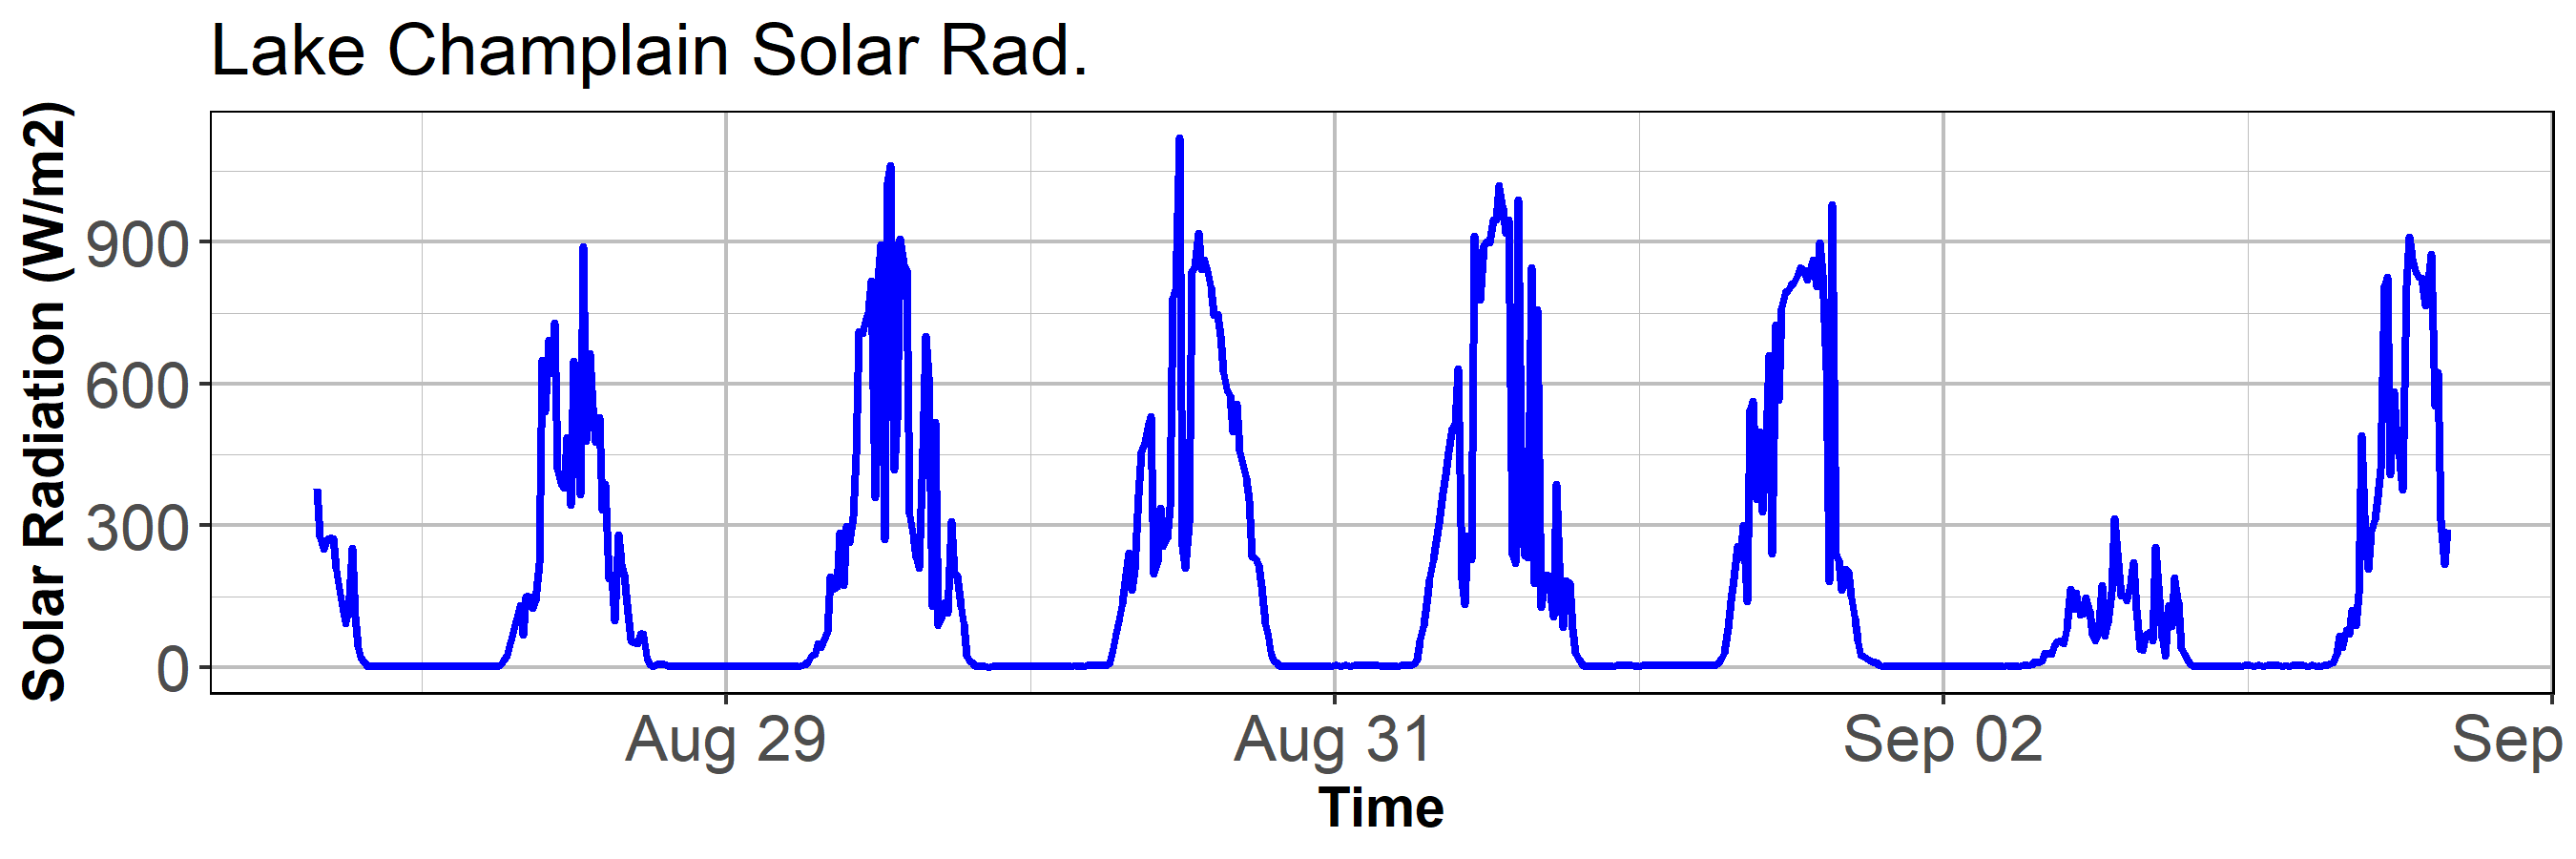 Lake Champlain Solar Rad.
Solar Radiation (W/m2)
900
600
300
0
Aug 29 Aug 31 Sep 02 Sep
Time